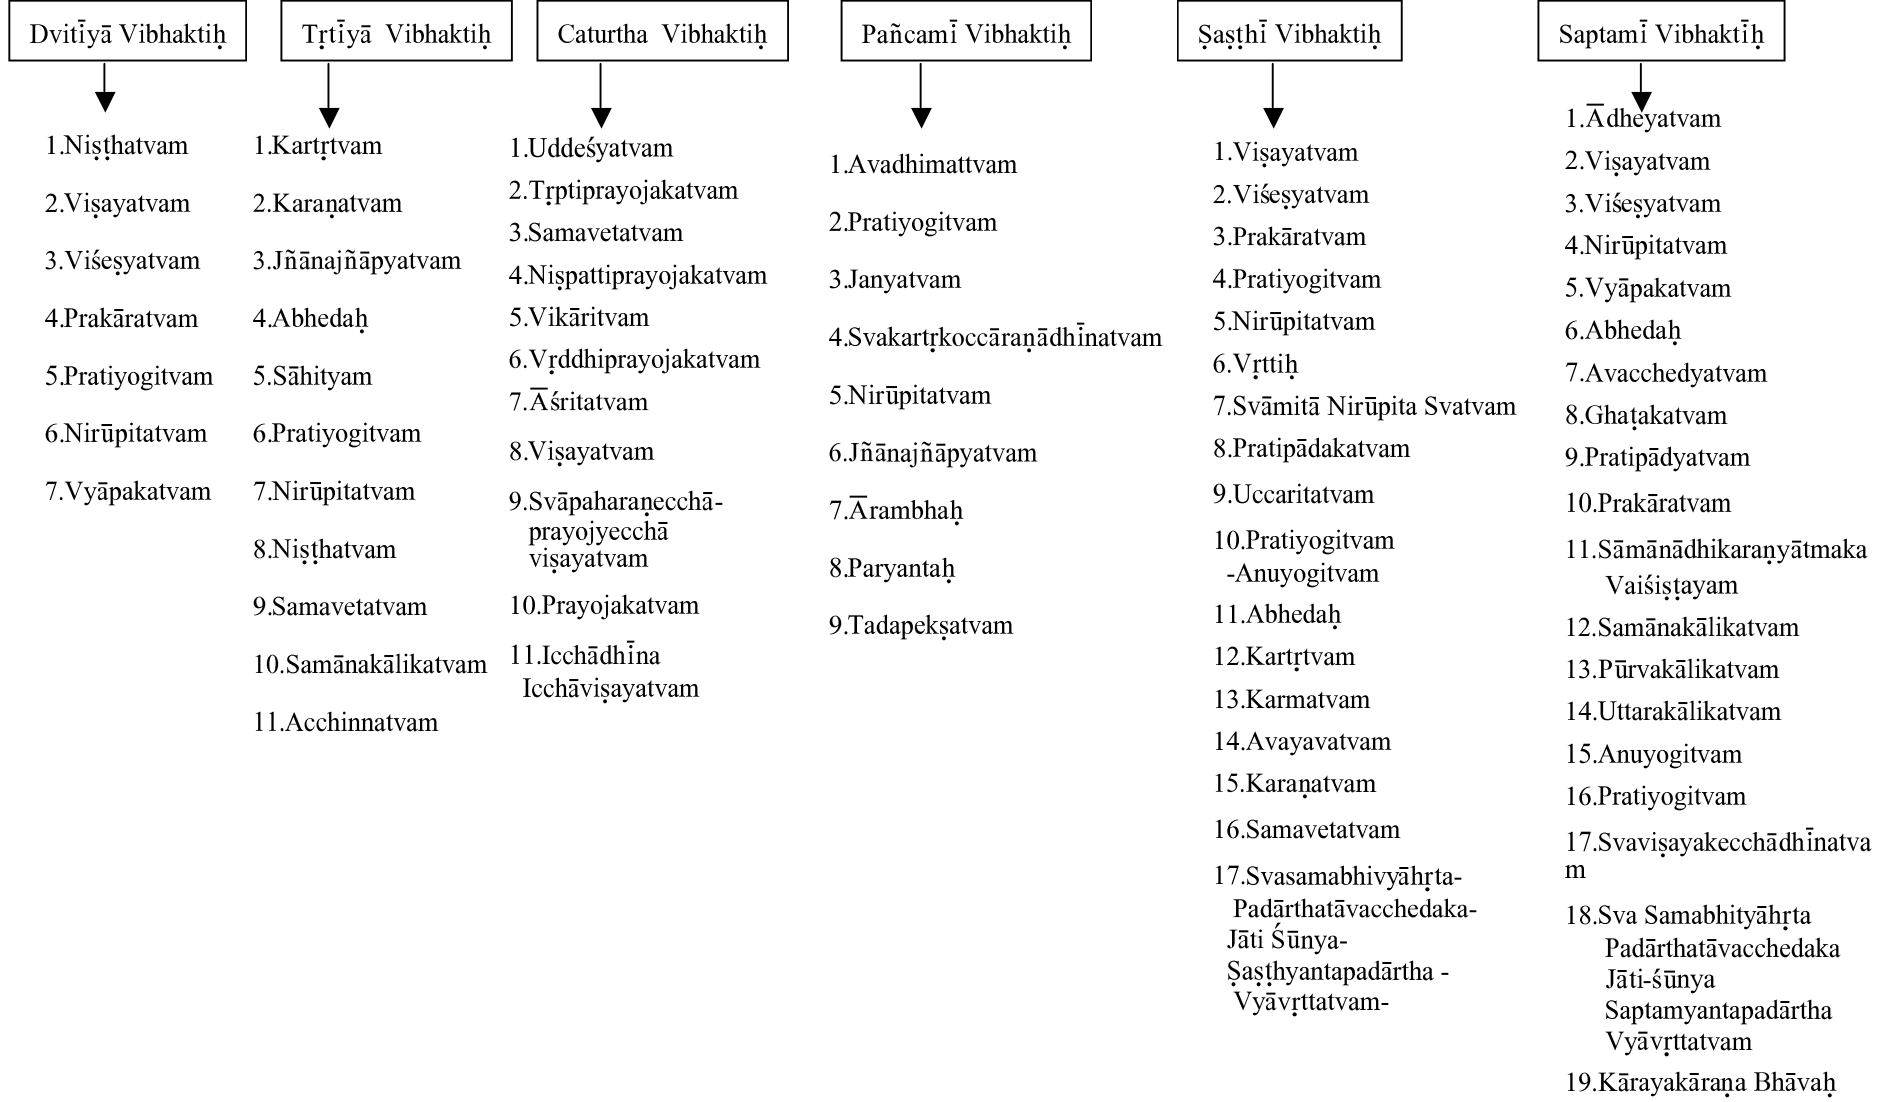 Dvitīyā Vibhaktiḥ
1.Niṣṭhatvam
2.Viṣayatvam
3.Viśeṣyatvam
4.Prakāratvam
5.Pratiyogitvam
6.Nirūpitatvam
7.Vyāpakatvam
Tṛtīyā Vibhaktiḥ
1.Kartṛtvam
2.Karaṇatvam
3.Jñānajñāpyatvam
4.Abhedaḥ
5.Sāhityam
6.Pratiyogitvam
7.Nirūpitatvam
8.Niṣṭhatvam
9.Samavetatvam
10.Samānakālikatvam
11.Acchinnatvam
Caturtha Vibhaktiḥ
1.Uddeśyatvam
2.Tṛptiprayojakatvam
3.Samavetatvam
4.Niṣpattiprayojakatvam
5.Vikāritvam
6.Vṛddhiprayojakatvam
7.Āśritatvam
8.Viṣayatvam
9.Svāpaharaṇecchā-
prayojyecchā
viṣayatvam
10.Prayojakatvam
11.Icchādhīna
Icchāviṣayatvam
Pañcamī Vibhaktiḥ
1.Avadhimattvam
2.Pratiyogitvam
3.Janyatvam
4.Svakartṛkoccāraṇādhīnatvam
5.Nirūpitatvam
6.Jñānajñāpyatvam
7.Ārambhaḥ
8.Paryantaḥ
9.Tadapekṣatvam
Ṣaṣṭhī Vibhaktiḥ
1.Viṣayatvam
2.Viśeṣyatvam
3.Prakāratvam
4.Pratiyogitvam
5.Nirūpitatvam
6.Vṛttiḥ
7.Svāmitā Nirūpita Svatvam
8.Pratipādakatvam
9.Uccaritatvam
10.Pratiyogitvam
-Anuyogitvam
11.Abhedaḥ
12.Kartṛtvam
13.Karmatvam
14.Avayavatvam
15.Karaṇatvam
16.Samavetatvam
17.Svasamabhivyāhṛta-
Padārthatāvacchedaka-
Jāti Śūnya-
Ṣaṣṭhyantapadārtha -
Vyāvṛttatvam-
Saptamī Vibhaktīḥ
1.Ādheyatvam
2.Viṣayatvam
3.Viśeṣyatvam
4.Nirūpitatvam
5.Vyāpakatvam
6.Abhedaḥ
7.Avacchedyatvam
8.Ghaṭakatvam
9.Pratipādyatvam
10.Prakāratvam
11.Sāmānādhikaraṇyātmaka
Vaiśiṣṭayam
12.Samānakālikatvam
13.Pūrvakālikatvam
14.Uttarakālikatvam
15.Anuyogitvam
16.Pratiyogitvam
17.Svaviṣayakecchādhīnatva
m
18.Sva Samabhityāhṛta
Padārthatāvacchedaka
Jāti-śūnya
Saptamyantapadārtha
Vyāvṛttatvam
19.Kārayakāraṇa Bhāvaḥ